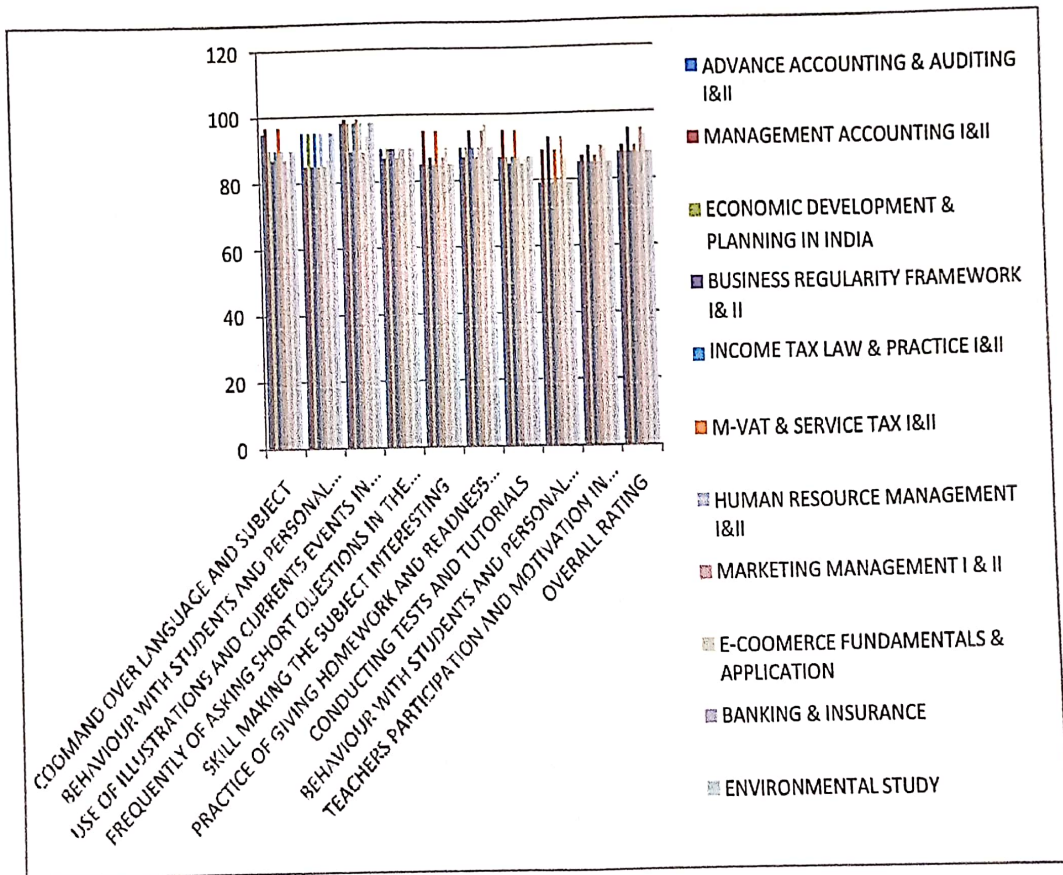 120
100
80
60
40
20
0
COOMAND OVER LANGUAGE AND SUBJECT
BEHAVIOUR WITH STUDENTS AND PERSONAL...
USE OF ILLUSTRATIONS AND CURRENTS EVENTS IN...
FREQUENTLY OF ASKING SHORT QUESTIONS IN THE...
SKILL MAKING THE SUBJECT INTERESTING
PRACTICE OF GIVING HOMEWORK AND READNESS...
CONDUCTING TESTS AND TUTORIALS
BEHAVIOUR WITH STUDENTS AND PERSONAL...
TEACHERS PARTICIPATION AND MOTIVATION IN...
OVERALL RATING
ADVANCE ACCOUNTING & AUDITING
I&II
MANAGEMENT ACCOUNTING I&II
ECONOMIC DEVELOPMENT &
PLANNING IN INDIA
BUSINESS REGULARITY FRAMEWORK
I& II
INCOME TAX LAW & PRACTICE I&II
M-VAT & SERVICE TAX I&II
HUMAN RESOURCE MANAGEMENT
I&II
MARKETING MANAGEMENT I & II
E-COOMERCE FUNDAMENTALS &
APPLICATION
BANKING & INSURANCE
ENVIRONMENTAL STUDY